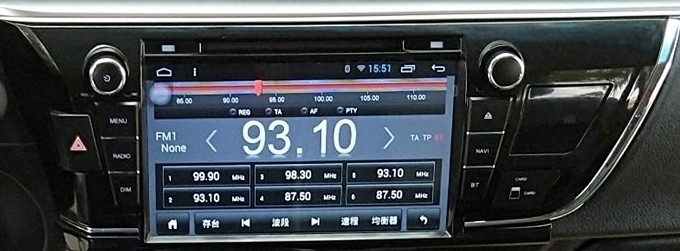 15:51
MENU
RADIO
DIM
85.00 90.00 95.00 100.00 105.00 110.00
REG TA AF PTY
FM1
None
93.10
TA TP ST
1 99.90 MHz 3 98.30 MHz 5 93.10 MHz
2 93.10 MHz 4 87.50 MHz 6 87.50 MHz
存台 波段 遠程 均衡器
NAVI
BT
CARD
CARD